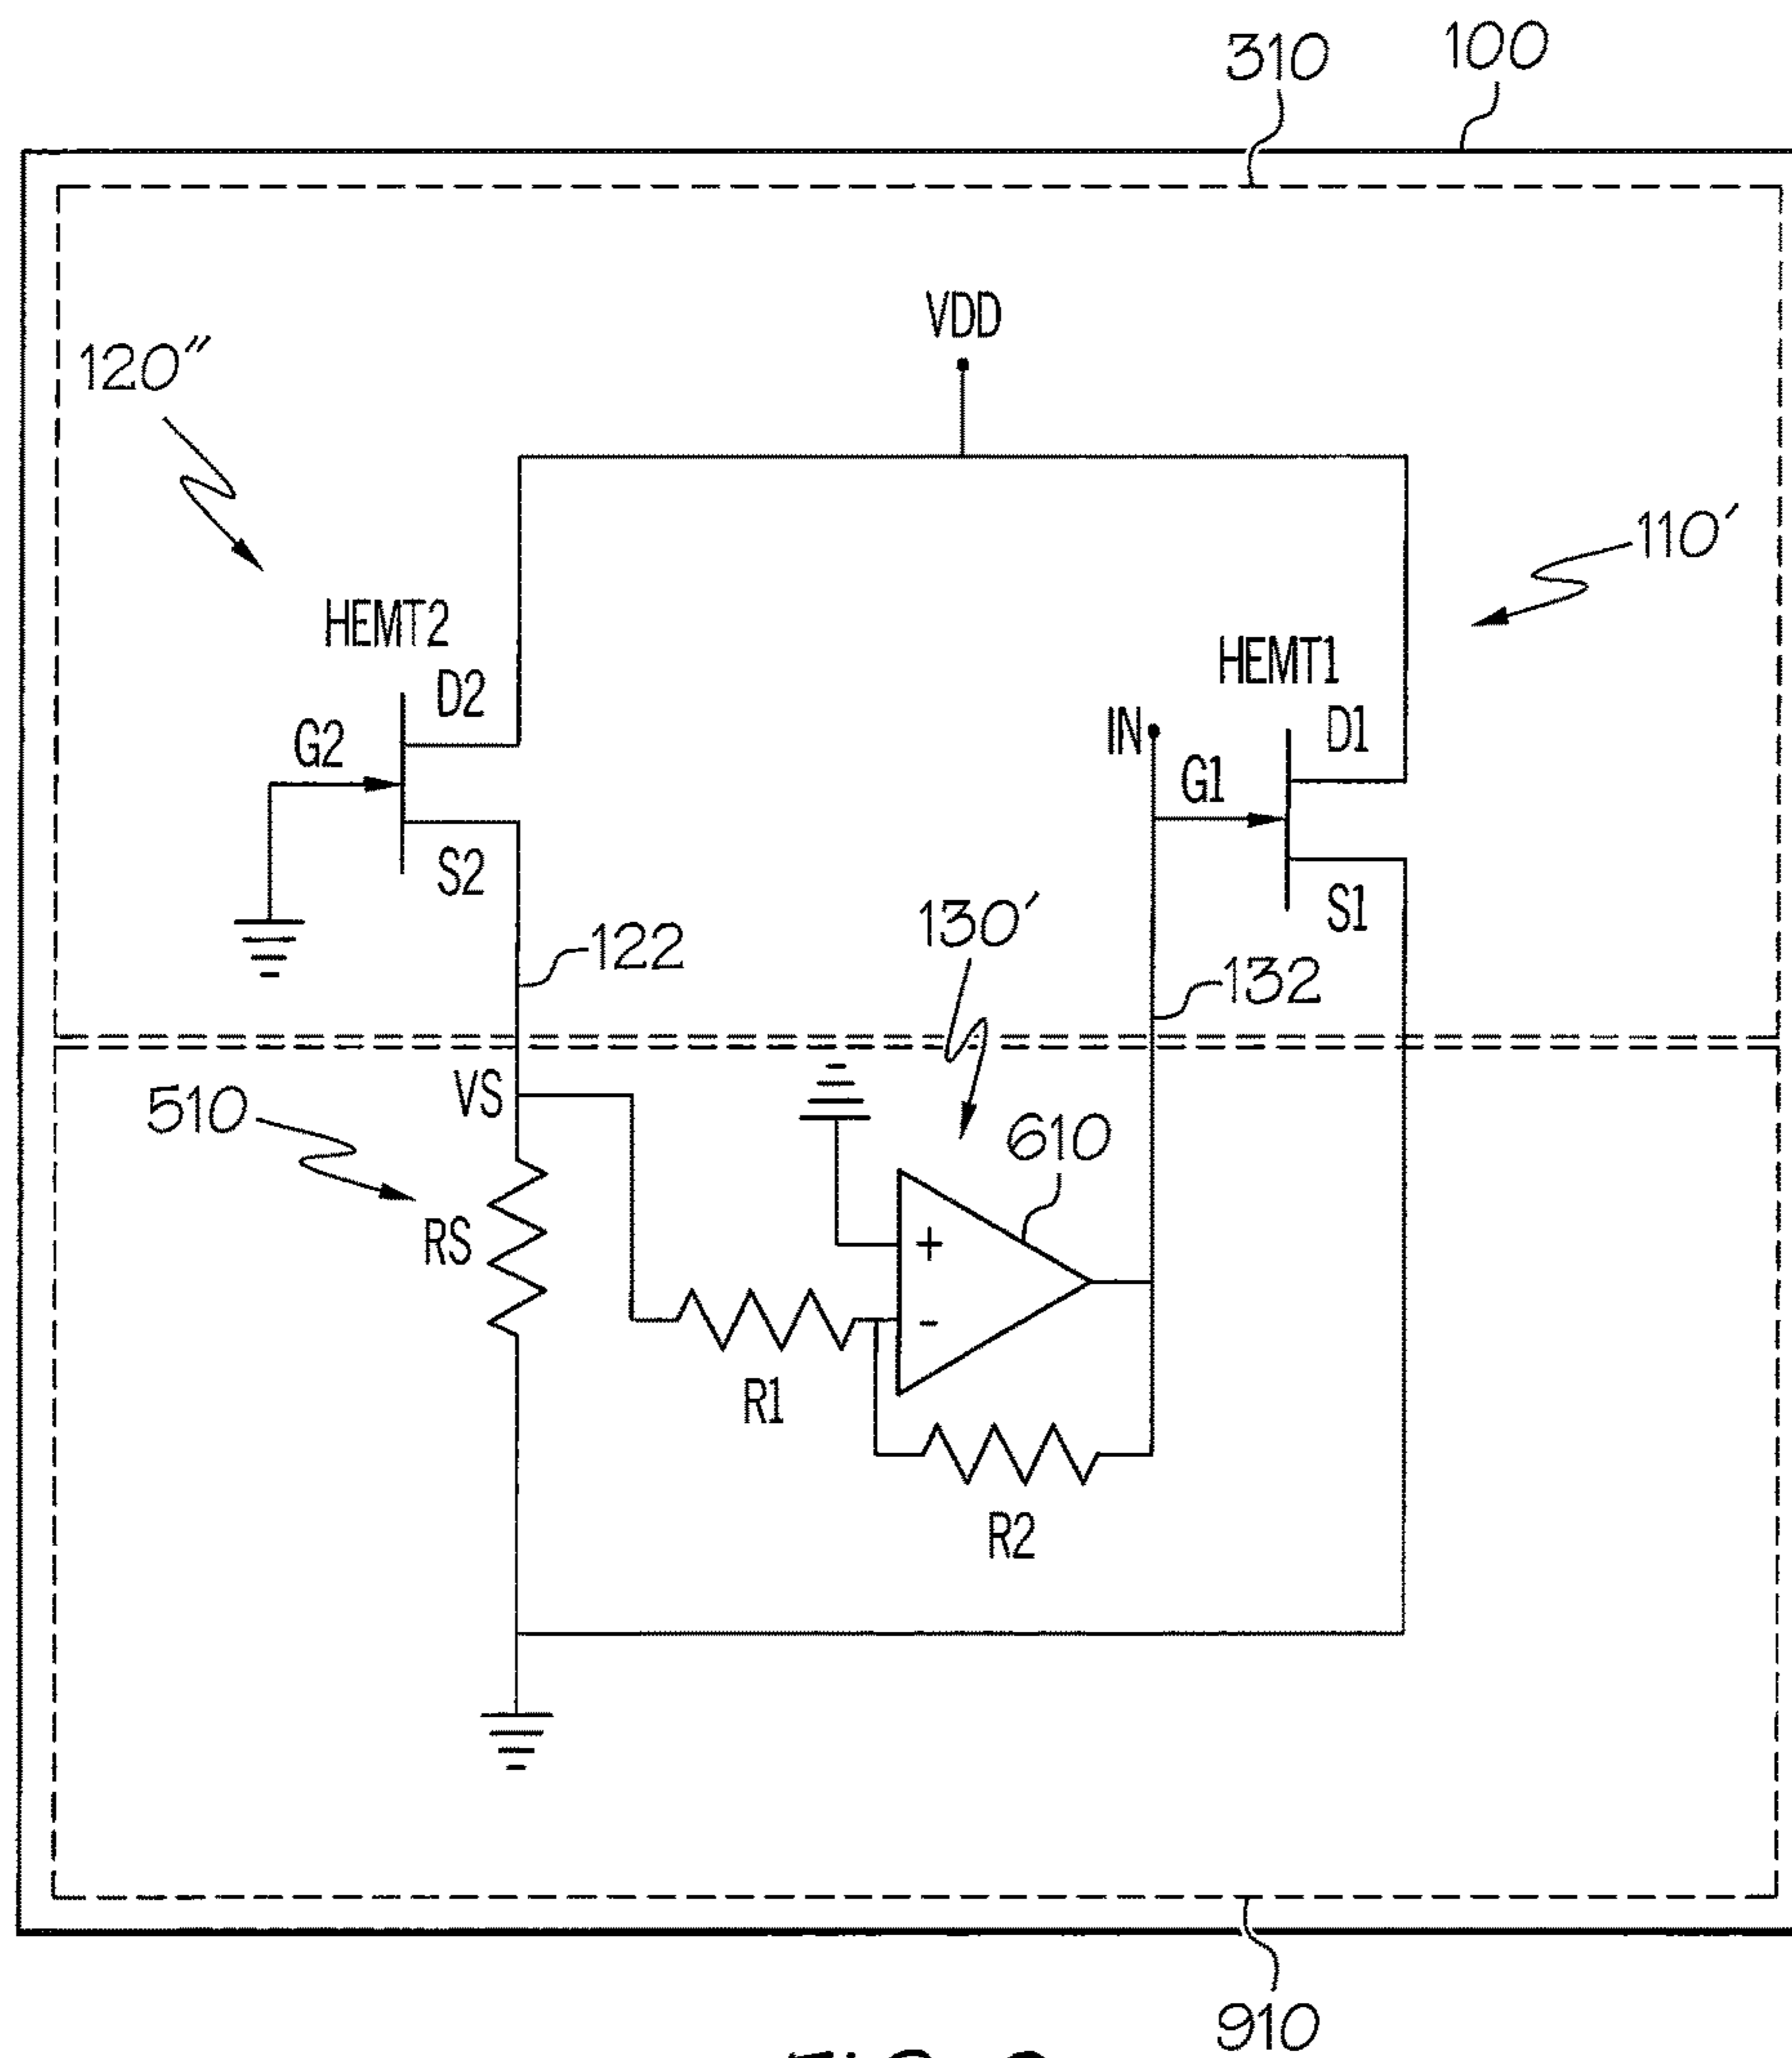 310
100
VDD
120″
110′
HEMT2
HEMT1
D2
D1
IN
G2
G1
S2
S1
130′
122
132
VS
510
610
+
RS
-
R1
R2
910